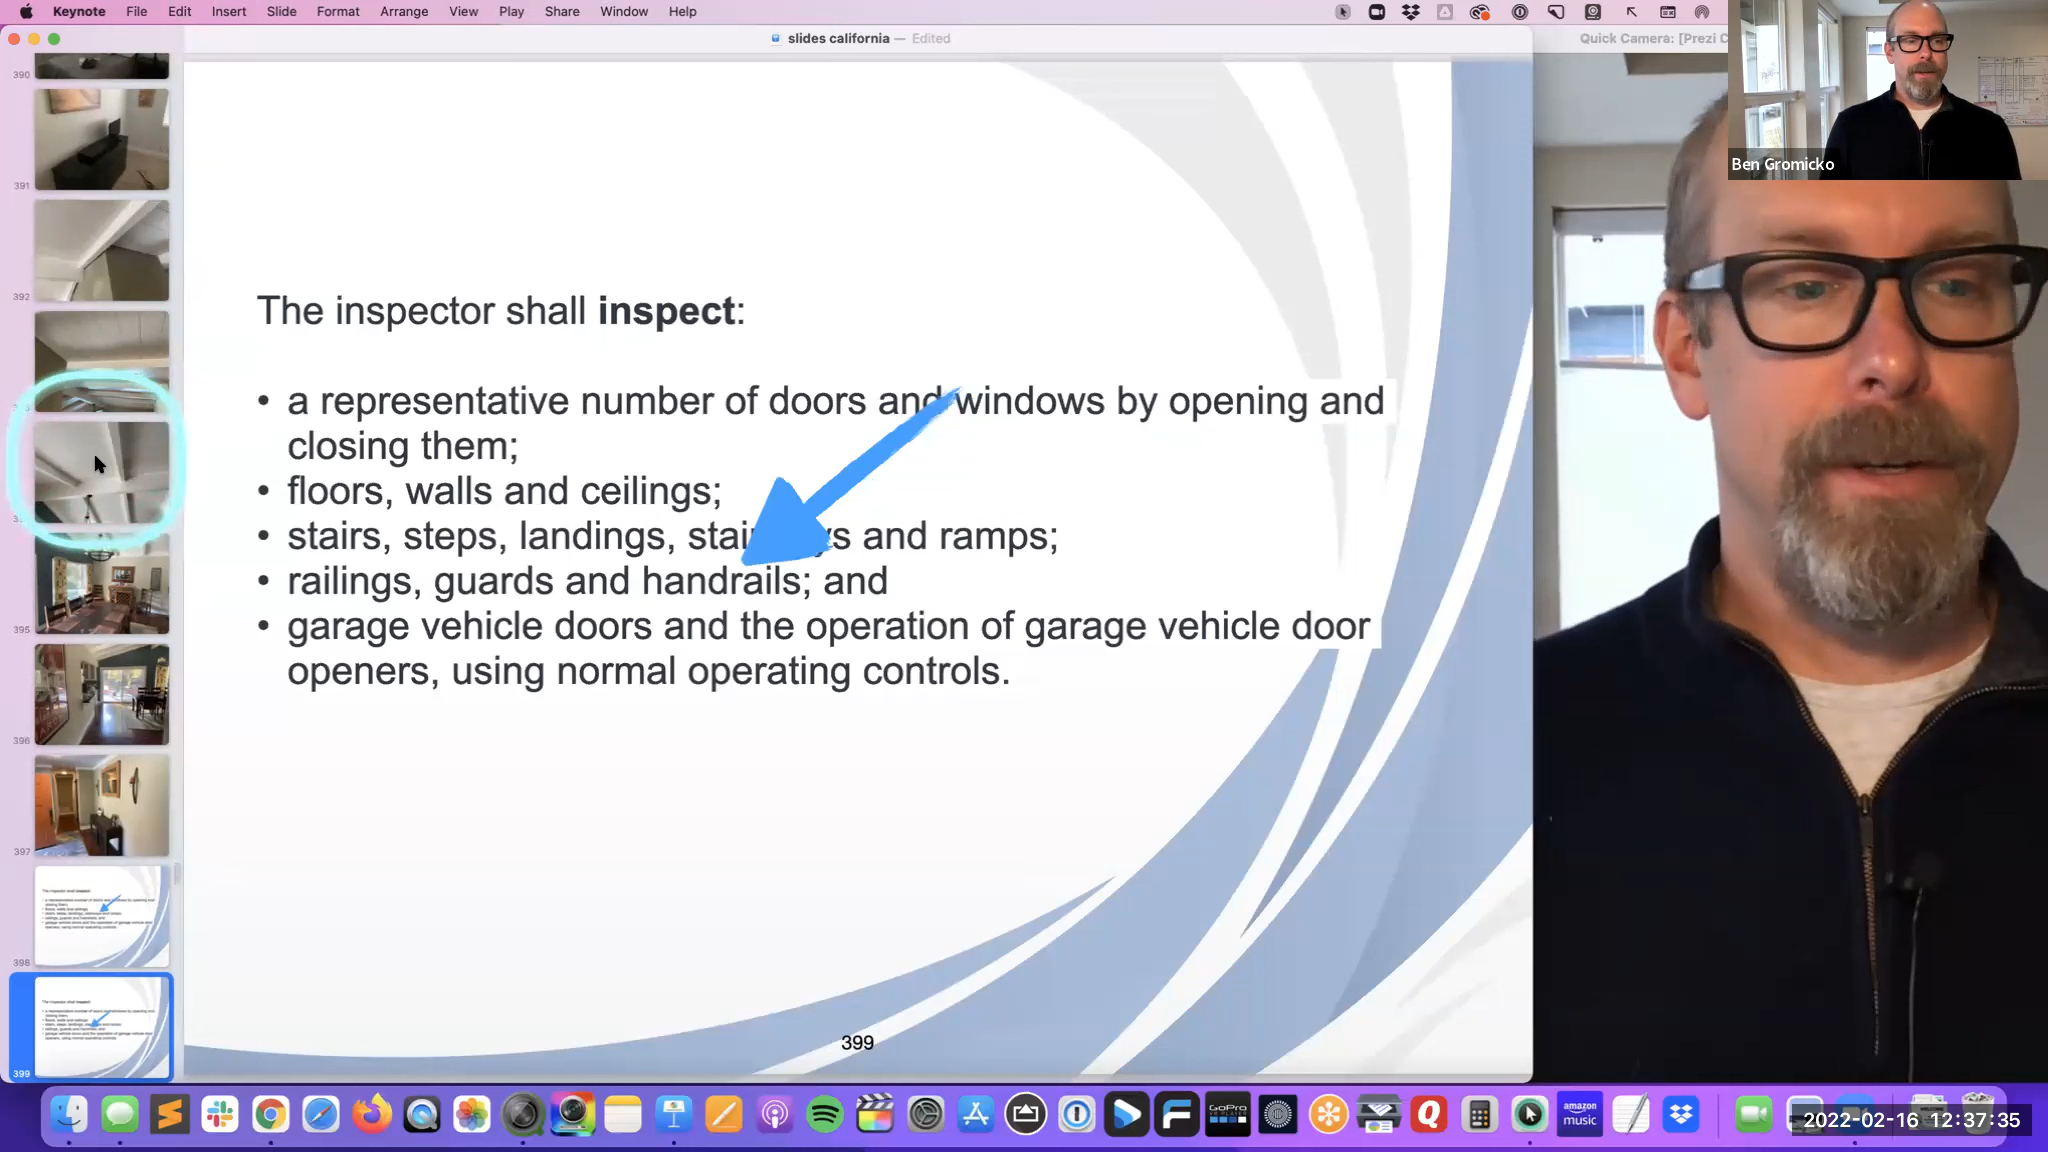 Keynote File Edit Insert Slide Format Arrange View Play Share Window Help
slides california — Edited
Quick Camera: [Prezi C
Ben Gromicko
390
391
392
395
396
397
398
399
The inspector shall inspect:
• a representative number of doors and windows by opening and
closing them;
• floors, walls and ceilings;
• stairs, steps, landings, and ramps;
• railings, guards and handrails; and
• garage vehicle doors and the operation of garage vehicle door
openers, using normal operating controls.
399
GoPro
amazon
music
2022-02-16 12:37:35